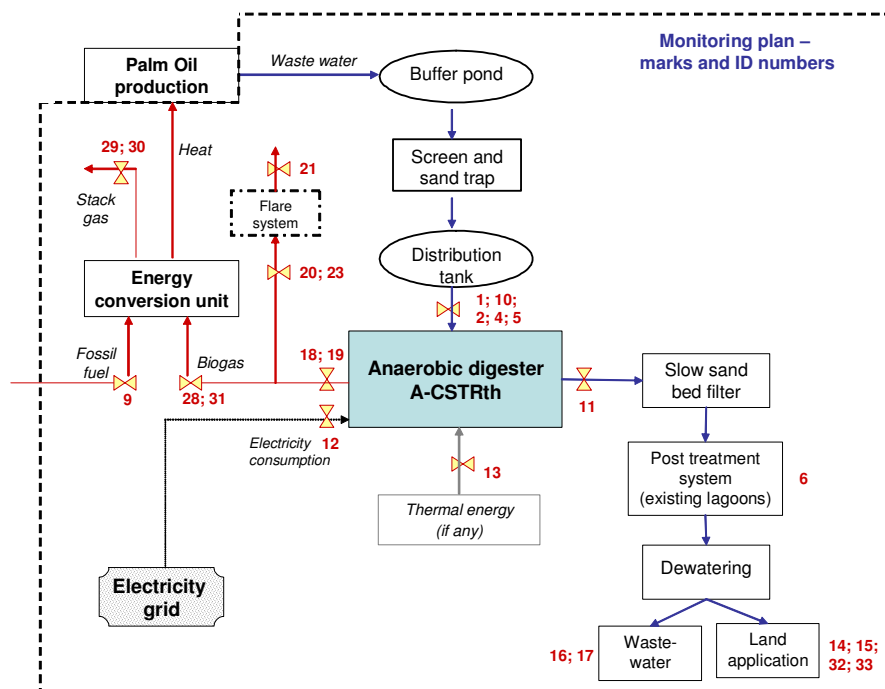 Monitoring plan –
marks and ID numbers
Palm Oil
production
Waste water
Buffer pond
29; 30
Heat
21
Screen and
sand trap
Stack
gas
Flare
system
Distribution
tank
Energy
conversion unit
20; 23
1; 10;
2; 4; 5
Fossil
fuel
Biogas
18; 19
Anaerobic digester
A-CSTRth
Slow sand
bed filter
9
28; 31
11
12
Electricity
consumption
13
Post treatment
system
(existing lagoons)
6
Thermal energy
(if any)
Dewatering
Electricity
grid
16; 17
Waste-
water
Land
application
14; 15;
32; 33